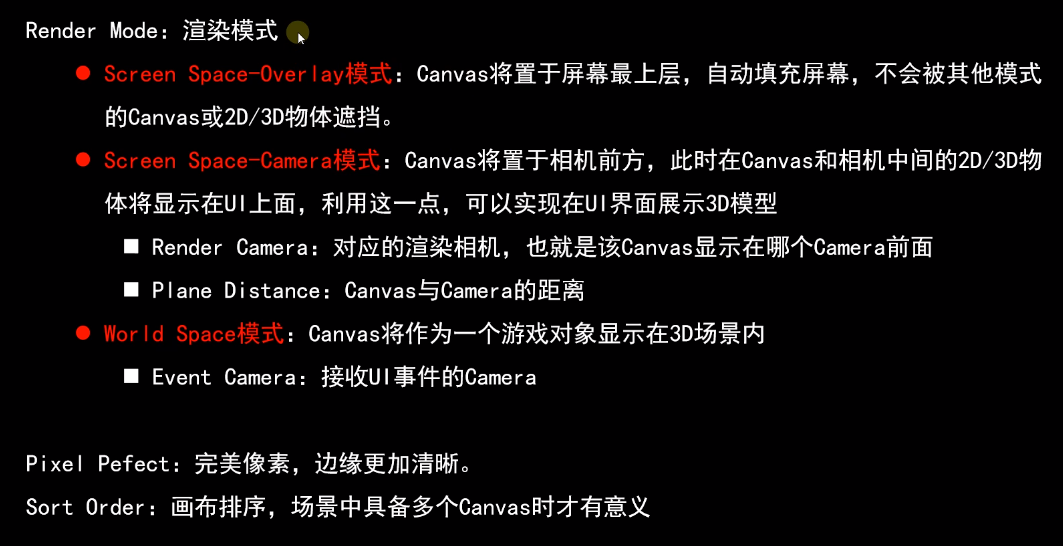 Render Mode：渲染模式
● Screen Space-Overlay模式：Canvas将置于屏幕最上层，自动填充屏幕，不会被其他模式
的Canvas或2D/3D物体遮挡。
● Screen Space-Camera模式：Canvas将置于相机前方，此时在Canvas和相机中间的2D/3D物
体将显示在UI上面，利用这一点，可以实现在UI界面展示3D模型
■ Render Camera：对应的渲染相机，也就是该Canvas显示在哪个Camera前面
■ Plane Distance：Canvas与Camera的距离
● World Space模式：Canvas将作为一个游戏对象显示在3D场景内
■ Event Camera：接收UI事件的Camera
Pixel Pefect：完美像素，边缘更加清晰。
Sort Order：画布排序，场景中具备多个Canvas时才有意义